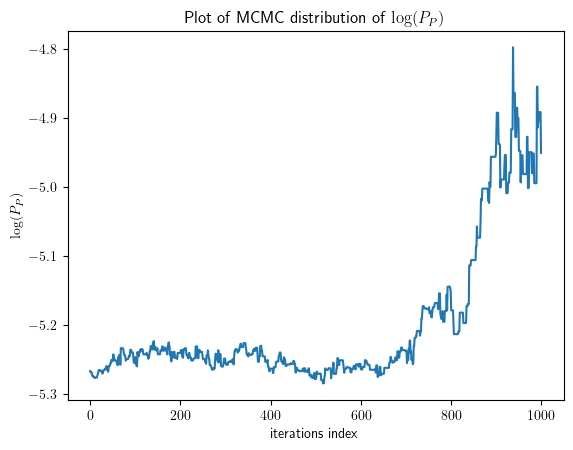 Plot of MCMC distribution of log(P_P)
−4.8
−4.9
−5.0
−5.1
−5.2
−5.3
log(P_P)
0 200 400 600 800 1000
iterations index